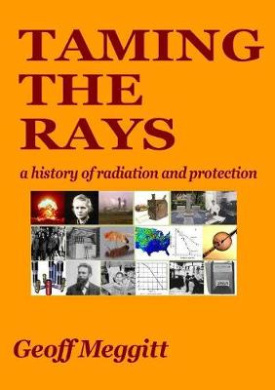 TAMING
THE
RAYS
a history of radiation and protection
Geoff Meggitt